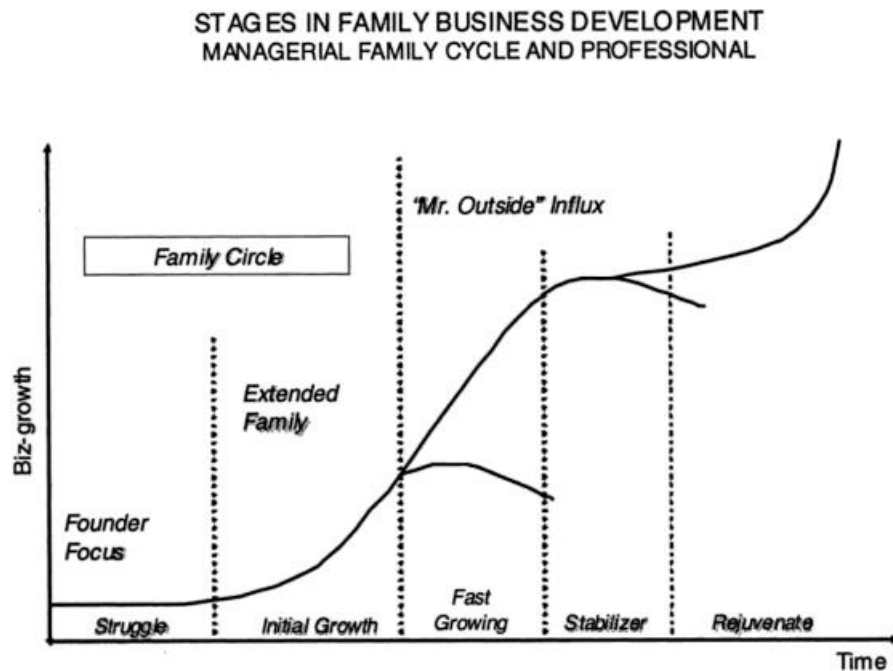 STAGES IN FAMILY BUSINESS DEVELOPMENT
MANAGERIAL FAMILY CYCLE AND PROFESSIONAL
"Mr. Outside" Influx
Family Circle
Extended
Family
Biz-growth
Founder
Focus
Struggle
Initial Growth
Fast
Growing
Stabilizer
Rejuvenate
Time